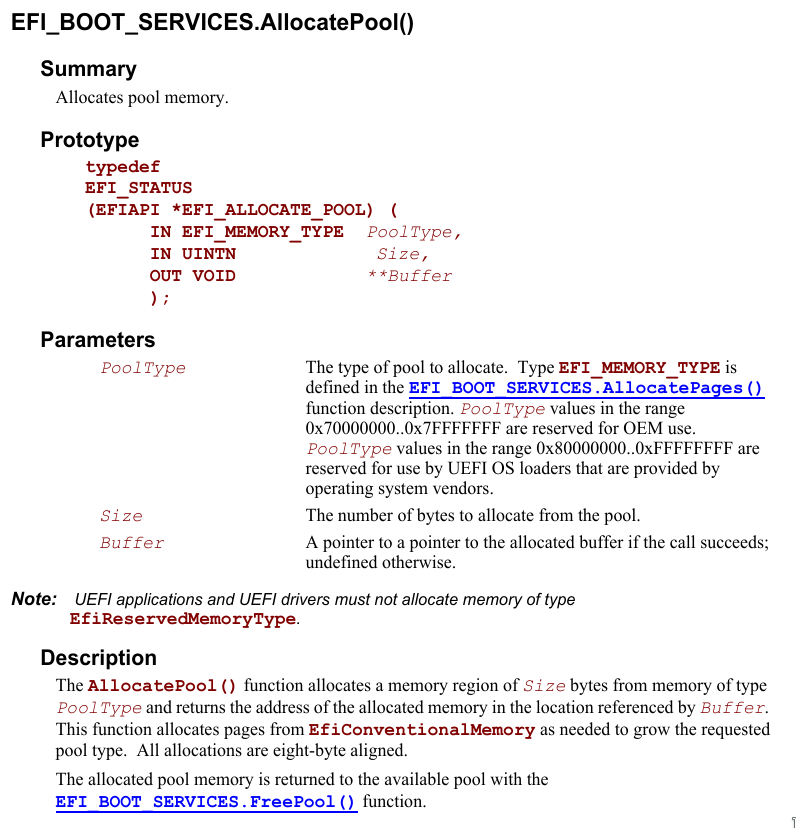 EFI_BOOT_SERVICES.AllocatePool()
Summary
Allocates pool memory.
Prototype
typedef
EFI_STATUS
(EFIAPI *EFI_ALLOCATE_POOL) (
IN EFI_MEMORY_TYPE PoolType,
IN UINTN Size,
OUT VOID **Buffer
);
Parameters
PoolType The type of pool to allocate. Type EFI_MEMORY_TYPE is
defined in the EFI_BOOT_SERVICES.AllocatePages()
function description. PoolType values in the range
0x70000000..0x7FFFFFFF are reserved for OEM use.
PoolType values in the range 0x80000000..0xFFFFFFFF are
reserved for use by UEFI OS loaders that are provided by
operating system vendors.
Size The number of bytes to allocate from the pool.
Buffer A pointer to a pointer to the allocated buffer if the call succeeds;
undefined otherwise.
Note: UEFI applications and UEFI drivers must not allocate memory of type
EfiReservedMemoryType.
Description
The AllocatePool() function allocates a memory region of Size bytes from memory of type
PoolType and returns the address of the allocated memory in the location referenced by Buffer.
This function allocates pages from EfiConventionalMemory as needed to grow the requested
pool type. All allocations are eight-byte aligned.
The allocated pool memory is returned to the available pool with the
EFI_BOOT_SERVICES.FreePool() function.